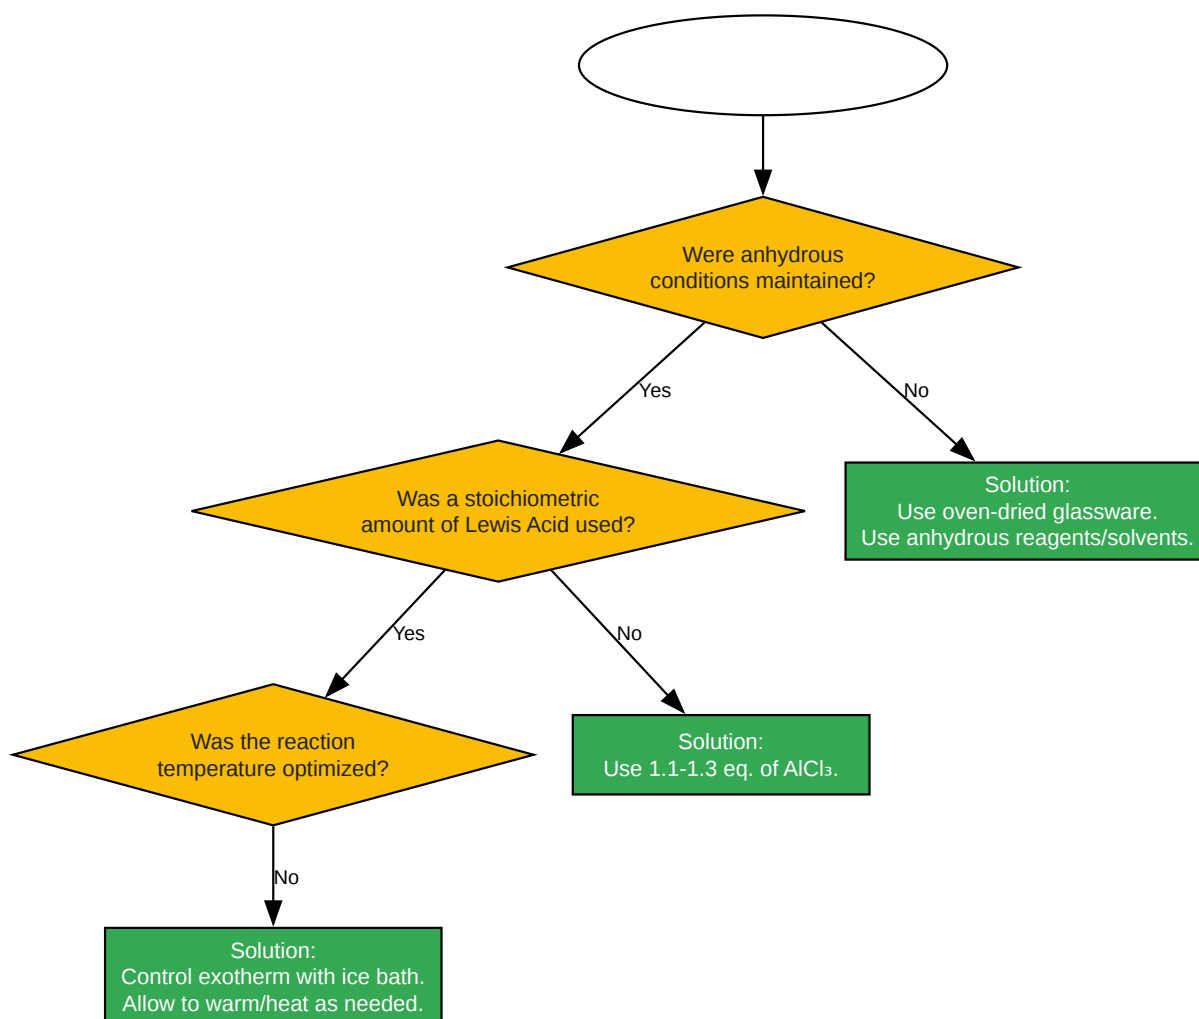 Were anhydrous
conditions maintained?
Yes
No
Was a stoichiometric
amount of Lewis Acid used?
Solution:
Use oven-dried glassware.
Use anhydrous reagents/solvents.
Yes
No
Was the reaction
temperature optimized?
Solution:
Use 1.1-1.3 eq. of AlCl₃.
No
Solution:
Control exotherm with ice bath.
Allow to warm/heat as needed.